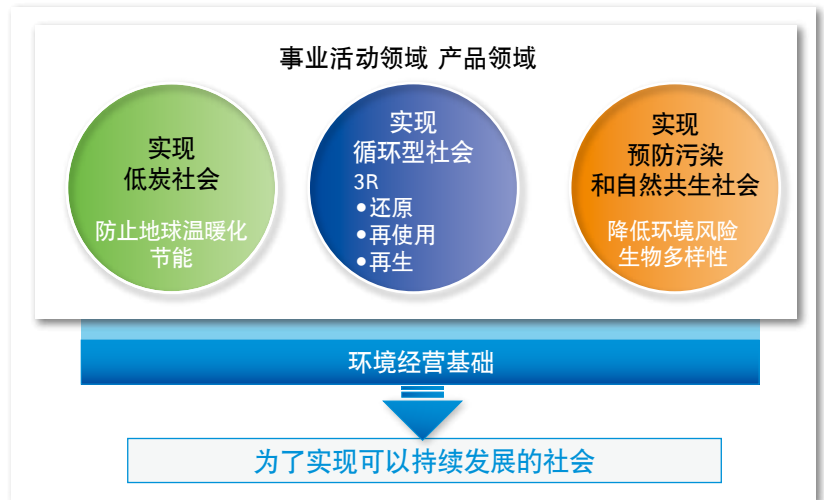 事业活动领域 产品领域
实现
低炭社会
防止地球温暖化
节能
实现
循环型社会
3R
•还原
•再使用
•再生
实现
预防污染
和自然共生社会
降低环境风险
生物多样性
环境经营基础
为了实现可以持续发展的社会